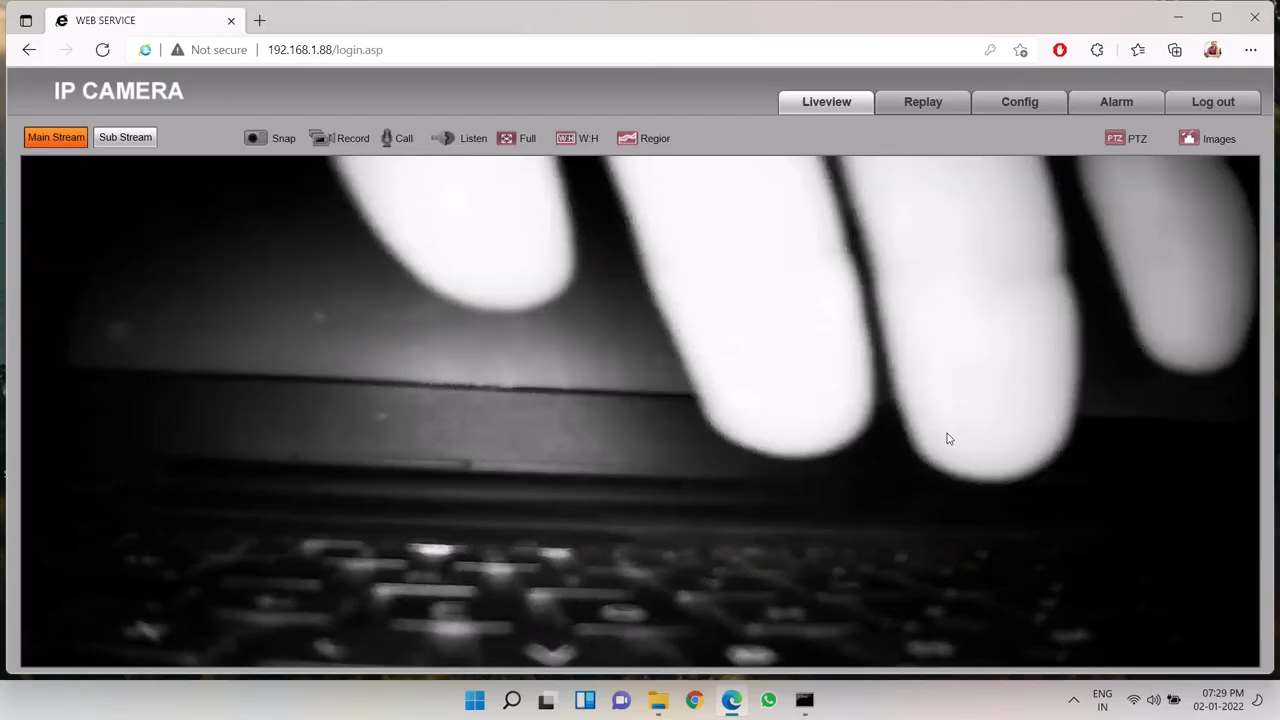 WEB SERVICE
Not secure 192.168.1.88/login.asp
IP CAMERA
Liveview Replay Config Alarm Log out
Main Stream Sub Stream Snap Record Call Listen Full W:H W:H Regior PTZ PTZ Images
ENG 07:29 PM
IN 02-01-2022